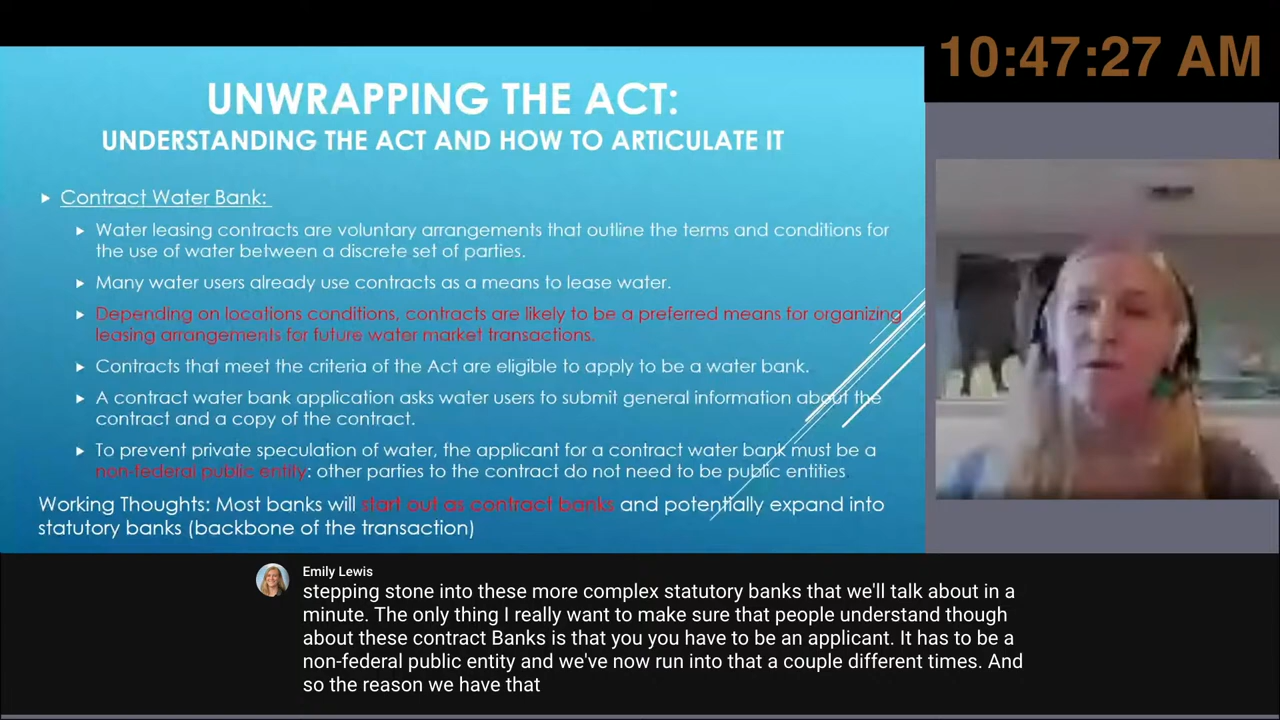 10:47:27 AM
UNWRAPPING THE ACT:
UNDERSTANDING THE ACT AND HOW TO ARTICULATE IT
Contract Water Bank:
Water leasing contracts are voluntary arrangements that outline the terms and conditions for
the use of water between a discrete set of parties.
Many water users already use contracts as a means to lease water.
Depending on locations conditions, contracts are likely to be a preferred means for organizing
leasing arrangements for future water market transactions.
Contracts that meet the criteria of the Act are eligible to apply to be a water bank.
A contract water bank application asks water users to submit general information about the
contract and a copy of the contract.
To prevent private speculation of water, the applicant for a contract water bank must be a
non-federal public entity: other parties to the contract do not need to be public entities
Working Thoughts: Most banks will start out as contract banks and potentially expand into
statutory banks (backbone of the transaction)
Emily Lewis
stepping stone into these more complex statutory banks that we'll talk about in a
minute. The only thing I really want to make sure that people understand though
about these contract Banks is that you you have to be an applicant. It has to be a
non-federal public entity and we've now run into that a couple different times. And
so the reason we have that